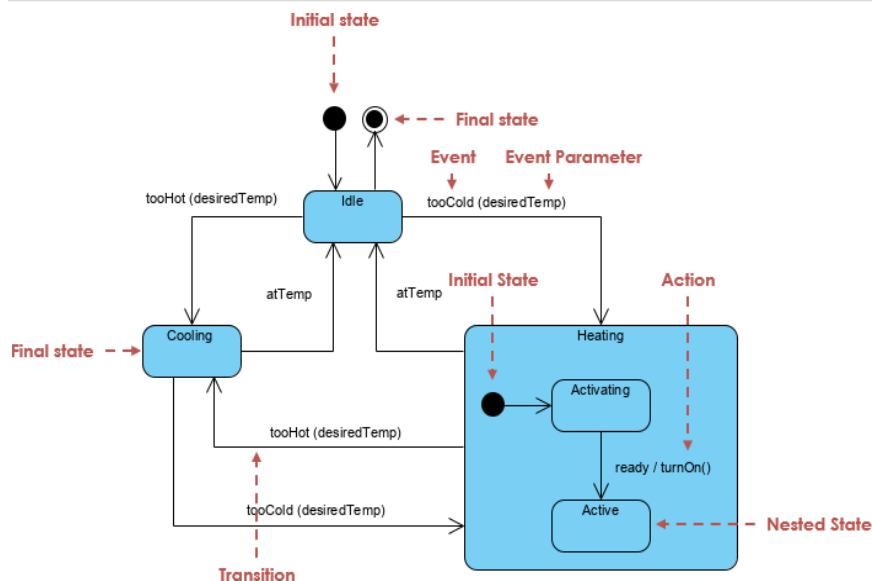 Initial state
Final state
Event
Event Parameter
Idle
tooHot (desiredTemp)
tooCold (desiredTemp)
atTemp
atTemp
Initial State
Action
Final state
Cooling
Heating
Activating
tooHot (desiredTemp)
ready / turnOn()
tooCold (desiredTemp)
Active
Nested State
Transition